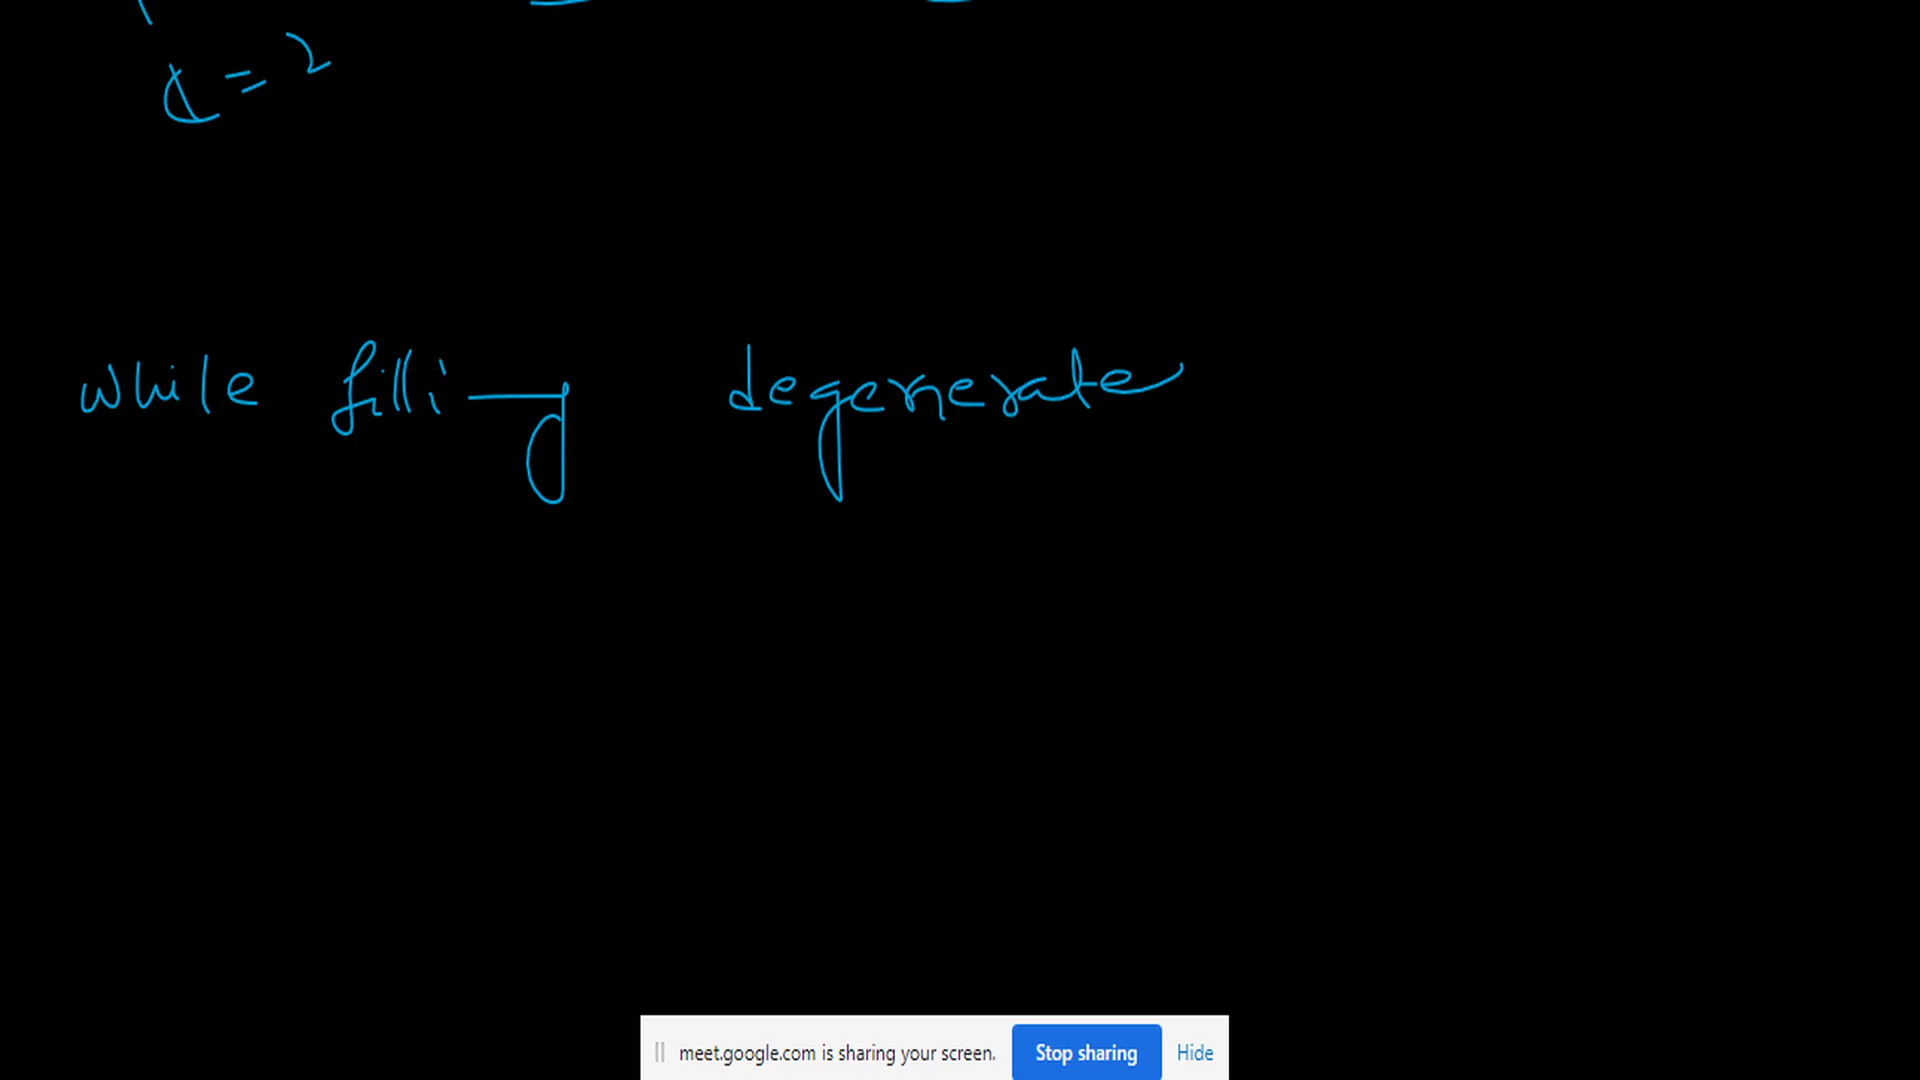 d = 2
while filling degenerate
meet.google.com is sharing your screen. Stop sharing Hide